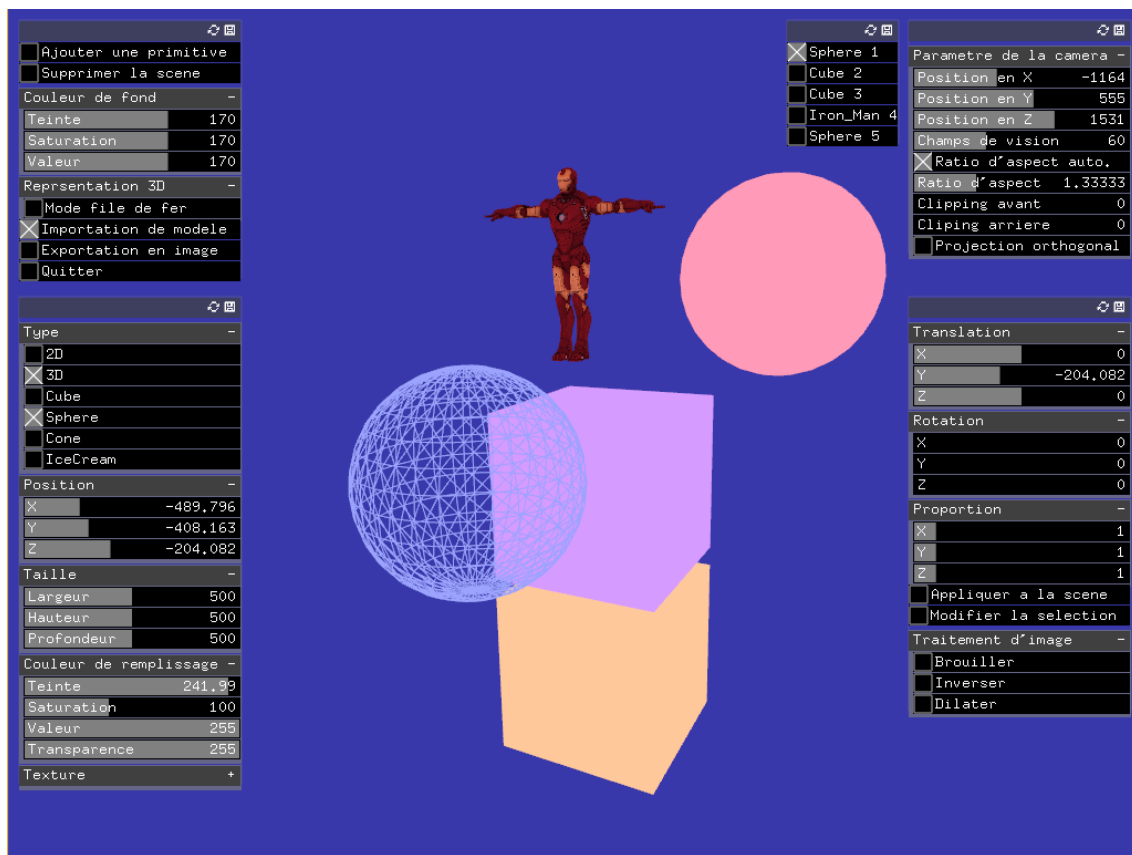 Ajouter une primitive
Supprimer la scene
Couleur de fond -
Teinte 170
Saturation 170
Valeur 170
Reprsentation 3D -
Mode file de fer
Importation de modele
Exportation en image
Quitter
Type -
2D
3D
Cube
Sphere
Cone
IceCream
Position -
X -489.796
Y -408.163
Z -204.082
Taille -
Largeur 500
Hauteur 500
Profondeur 500
Couleur de remplissage -
Teinte 241.99
Saturation 100
Valeur 255
Transparence 255
Texture +
Sphere 1
Cube 2
Cube 3
Iron_Man 4
Sphere 5
Parametre de la camera -
Position en X -1164
Position en Y 555
Position en Z 1531
Champs de vision 60
Ratio d'aspect auto.
Ratio d'aspect 1.33333
Clipping avant 0
Cliping arriere 0
Projection orthogonal
Translation -
X 0
Y -204.082
Z 0
Rotation -
X 0
Y 0
Z 0
Proportion -
X 1
Y 1
Z 1
Appliquer a la scene
Modifier la selection
Traitement d'image -
Brouiller
Inverser
Dilater